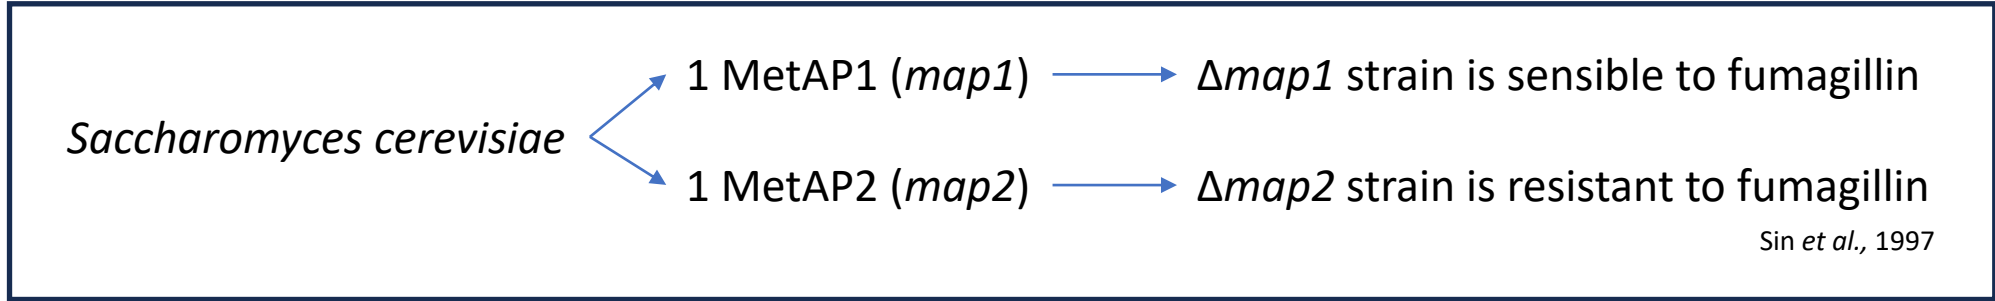 1 MetAP1 (map1) Δmap1 strain is sensible to fumagillin
Saccharomyces cerevisiae
1 MetAP2 (map2) Δmap2 strain is resistant to fumagillin
Sin et al., 1997